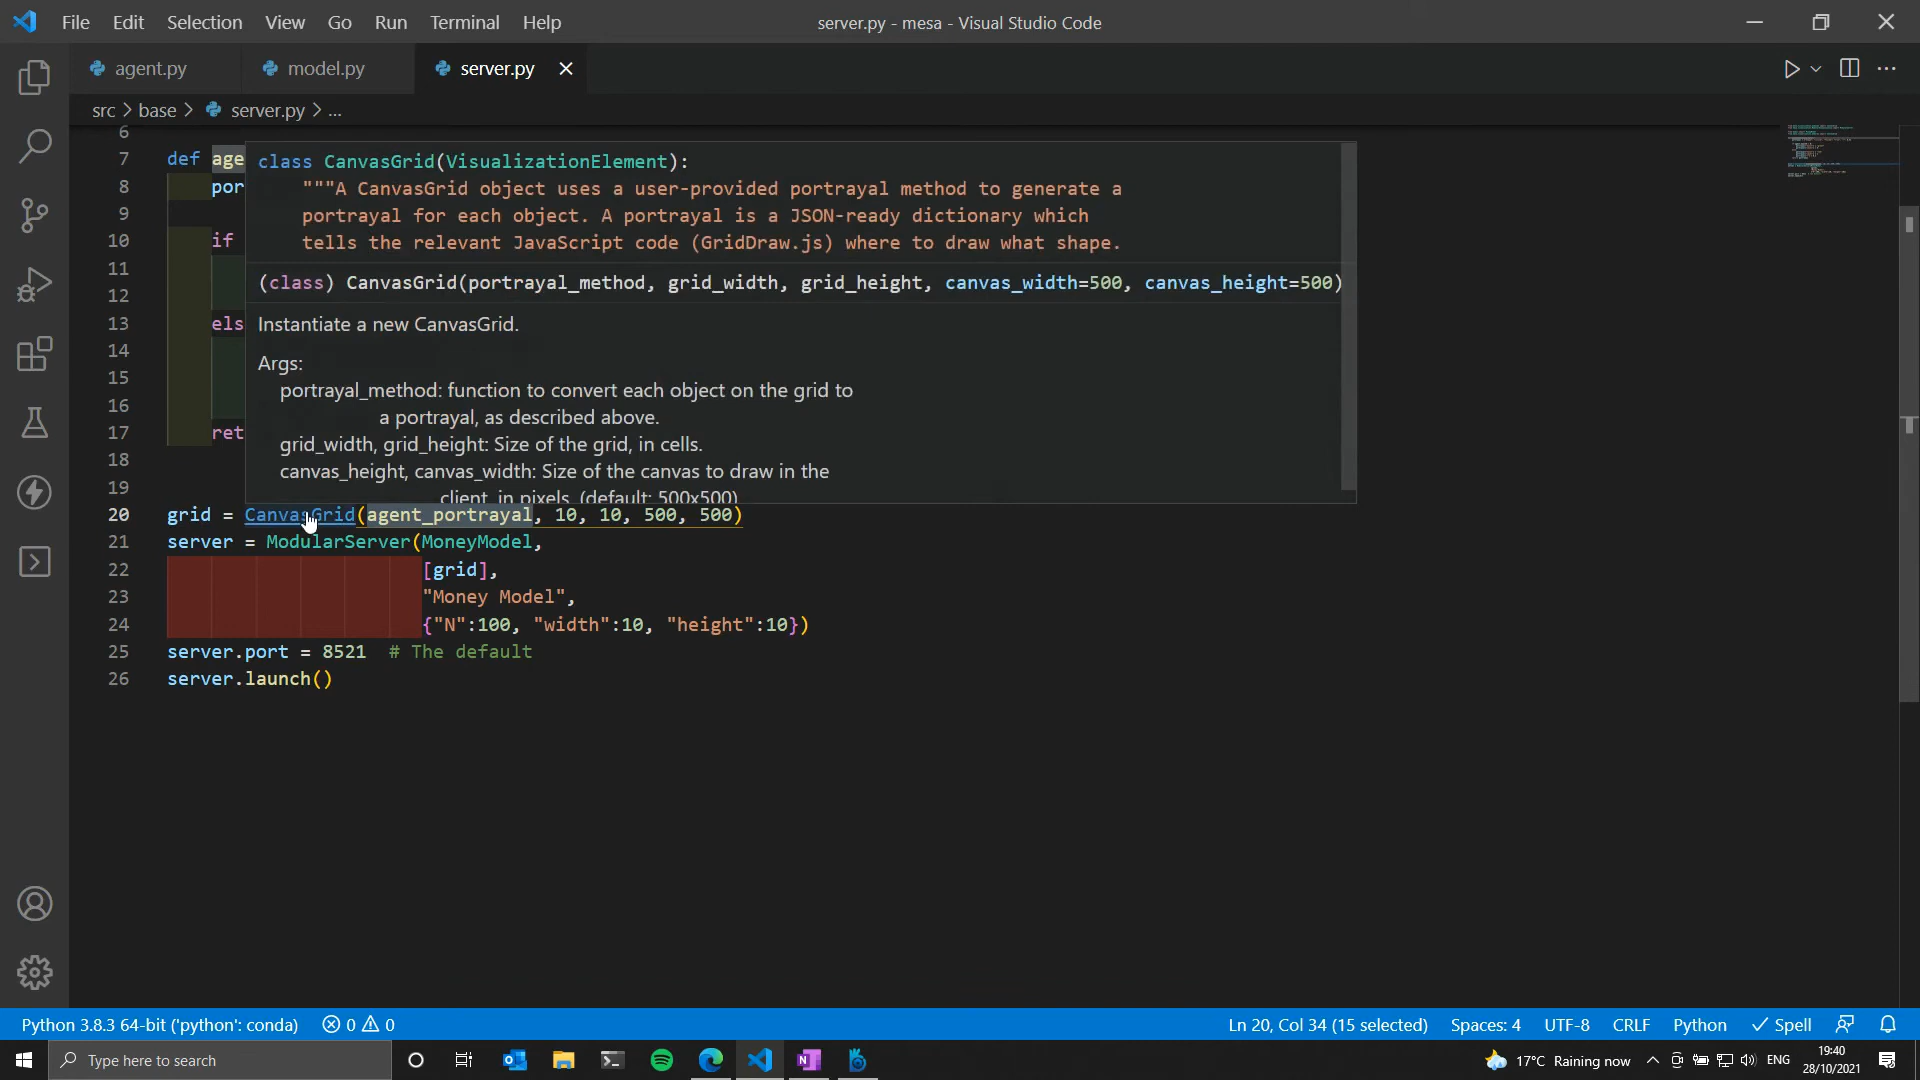 File Edit Selection View Go Run Terminal Help
server.py - mesa - Visual Studio Code
agent.py model.py server.py
src > base > server.py > ...
6
7 def age
8 por
9
10 if
11
12
13 els
14
15
16
17 ret
18
19
class CanvasGrid(VisualizationElement):
"""A CanvasGrid object uses a user-provided portrayal method to generate a
portrayal for each object. A portrayal is a JSON-ready dictionary which
tells the relevant JavaScript code (GridDraw.js) where to draw what shape.
(class) CanvasGrid(portrayal_method, grid_width, grid_height, canvas_width=500, canvas_height=500)
Instantiate a new CanvasGrid.
Args:
portrayal_method: function to convert each object on the grid to
a portrayal, as described above.
grid_width, grid_height: Size of the grid, in cells.
canvas_height, canvas_width: Size of the canvas to draw in the
client, in pixels. (default: 500x500)
20 grid = CanvasGrid(agent_portrayal, 10, 10, 500, 500)
21 server = ModularServer(MoneyModel,
22 [grid],
23 "Money Model",
24 {"N":100, "width":10, "height":10})
25 server.port = 8521 # The default
26 server.launch()
Python 3.8.3 64-bit ('python': conda) 0 0 Ln 20, Col 34 (15 selected) Spaces: 4 UTF-8 CRLF Python Spell
Type here to search
17°C Raining now ENG 19:40
28/10/2021